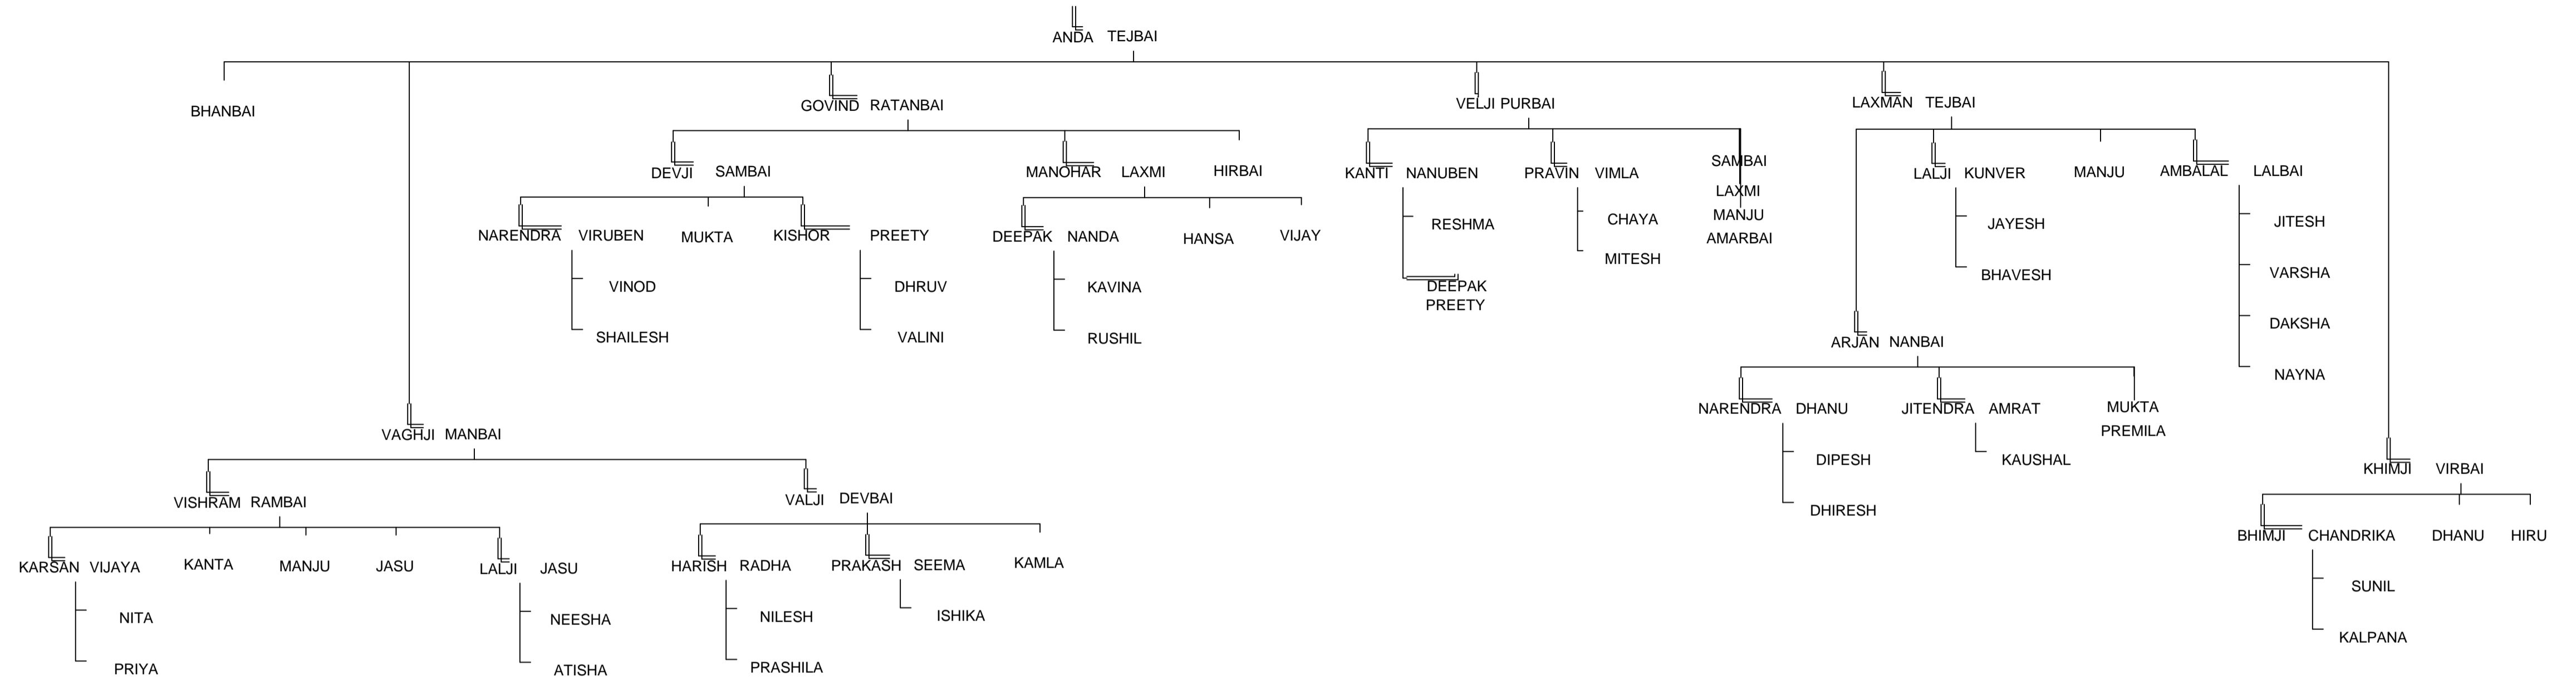 ANDA TEJBAI
BHANBAI
GOVIND RATANBAI
VELJI PURBAI
LAXMAN TEJBAI
DEVJI SAMBAI
MANOHAR LAXMI
HIRBAI
KANTI NANUBEN
PRAVIN VIMLA
SAMBAI
LAXMI
MANJU
AMARBAI
LALJI KUNVER
MANJU
AMBALAL LALBAI
NARENDRA VIRUBEN
MUKTA
KISHOR PREETY
DEEPAK NANDA
HANSA
VIJAY
RESHMA
CHAYA
MITESH
JAYESH
BHAVESH
JITESH
VARSHA
DAKSHA
NAYNA
VINOD
SHAILESH
DHRUV
VALINI
KAVINA
RUSHIL
DEEPAK
PREETY
ARJAN NANBAI
NARENDRA DHANU
JITENDRA AMRAT
MUKTA
PREMILA
DIPESH
DHIRESH
KAUSHAL
VAGHJI MANBAI
KHIMJI VIRBAI
VISHRAM RAMBAI
VALJI DEVBAI
BHIMJI CHANDRIKA
DHANU
HIRU
KARSAN VIJAYA
KANTA
MANJU
JASU
LALJI JASU
HARISH RADHA
PRAKASH SEEMA
KAMLA
SUNIL
KALPANA
NITA
PRIYA
NEESHA
ATISHA
NILESH
PRASHILA
ISHIKA